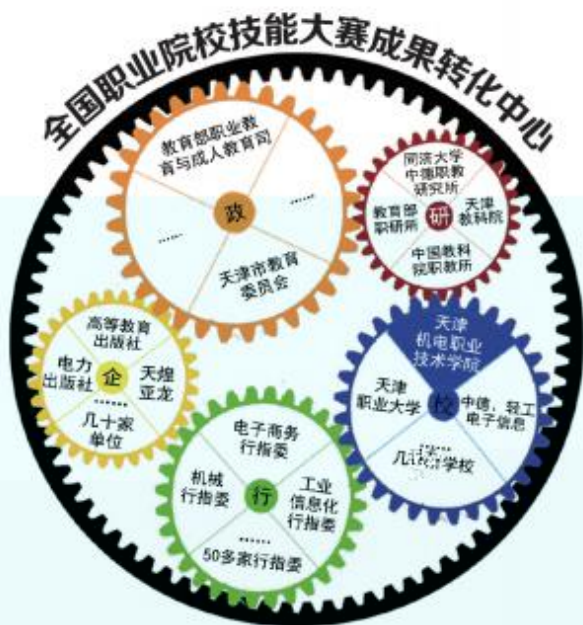 全国职业院校技能大赛成果转化中心
教育部职业教
育与成人教育司
政
......
......
天津市教育
委员会
同济大学
中德职教
研究所
教育部
职研所
研
天津
教科院
中国教科
院职教所
高等教育
出版社
电力
出版社
企
天煌
亚龙
......
几十家
单位
天津
机电职业
技术学院
天津
职业大学
校
中德、轻工
电子信息
......
学校
电子商务
行指委
机械
行指委
行
工业
信息化
行指委
......
50多家行指委